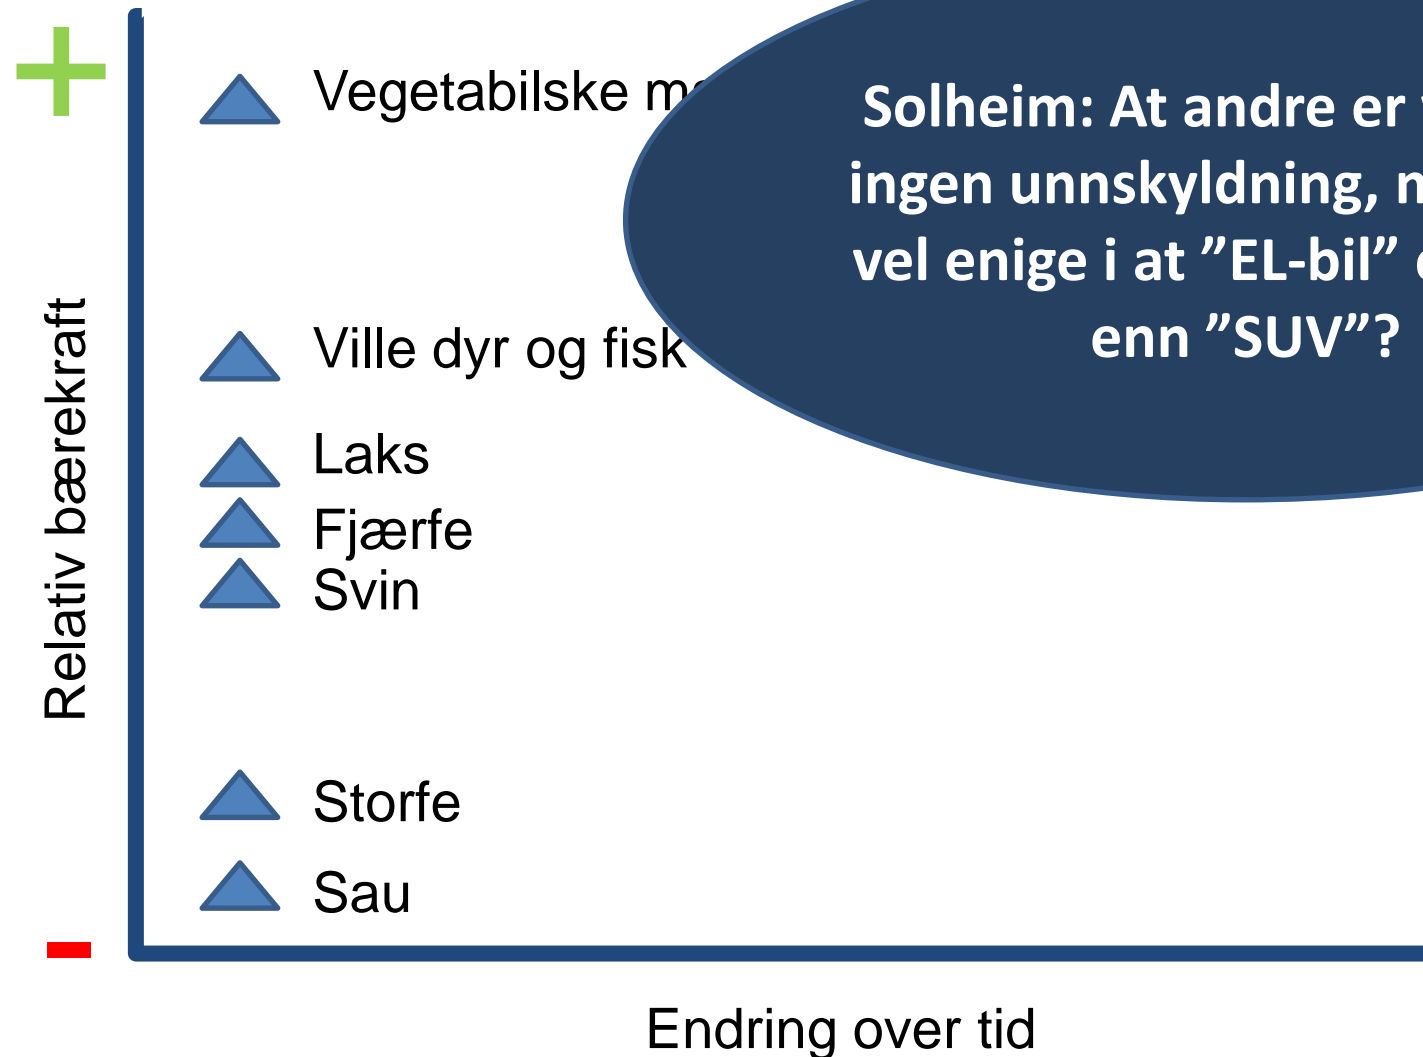 +
Vegetabilske
Solheim: At andre er
ingen unnskyldning,
vel enige i at ”EL-bil”
enn ”SUV”?
Ville dyr og fisk
Laks
Fjærfe
Svin
Relativ bærekraft
Storfe
Sau
-
Endring over tid